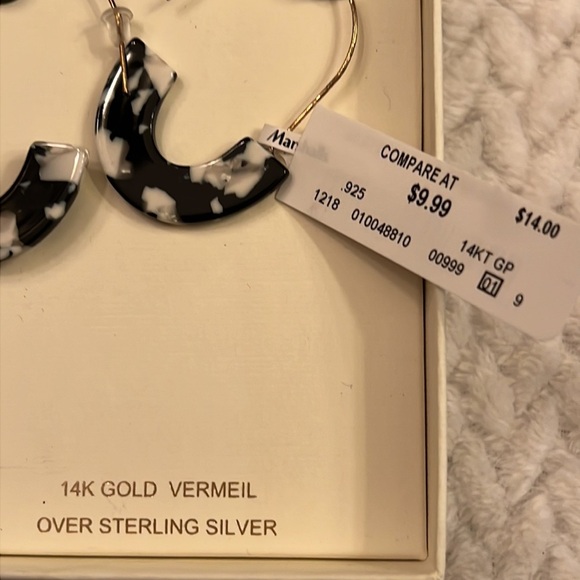 Marshalls
COMPARE AT
$9.99 $14.00
.925 14KT GP
1218 010048810 00999 01 9
14K GOLD VERMEIL
OVER STERLING SILVER